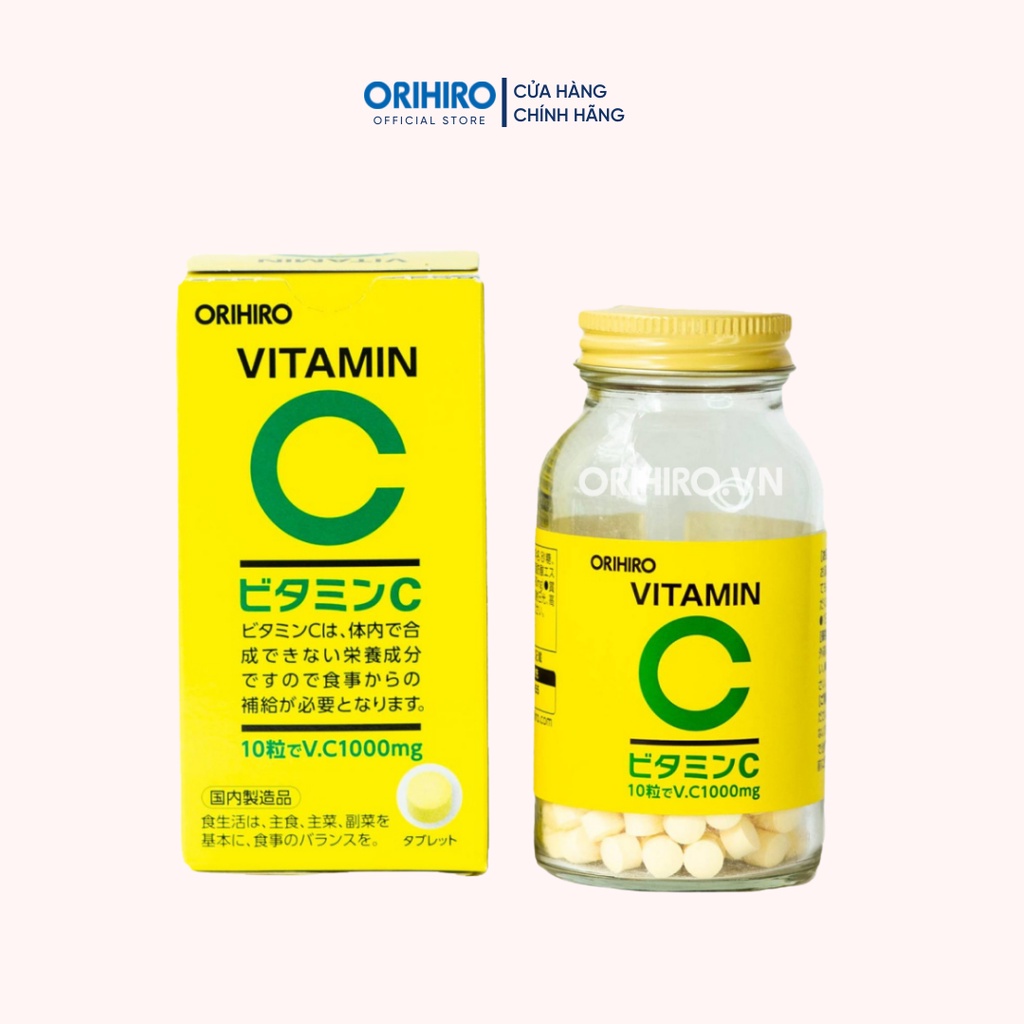 ORIHIRO
OFFICIAL STORE
CỬA HÀNG
CHÍNH HÃNG
VITAMIN
ORIHIRO
VITAMIN
C
ビタミンC
ビタミンCは、体内で合
成できない栄養成分
ですので食事からの
補給が必要となります。
10粒でV.C1000mg
国内製造品
食生活は、主食、主菜、副菜を
基本に、食事のバランスを。
タブレット
ORIHIRO.VN
ORIHIRO
VITAMIN
C
ビタミンC
10粒でV.C1000mg